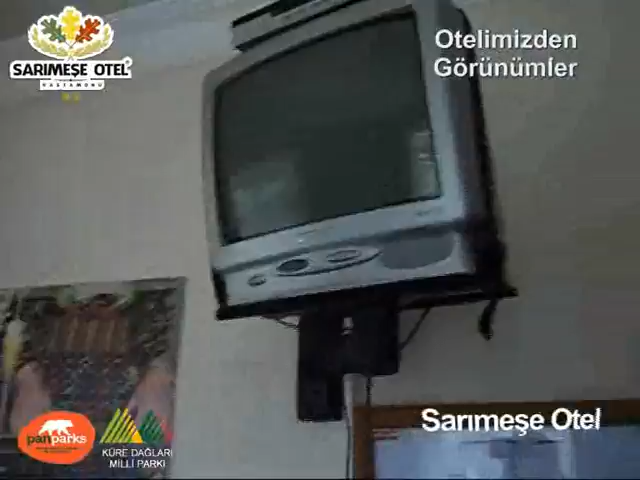 Otelimizden
Görünümler
SARIMEŞE OTEL
KASTAMONU
Sarımeşe Otel
panparks
KÜRE DAĞLARI
MİLLİ PARKI